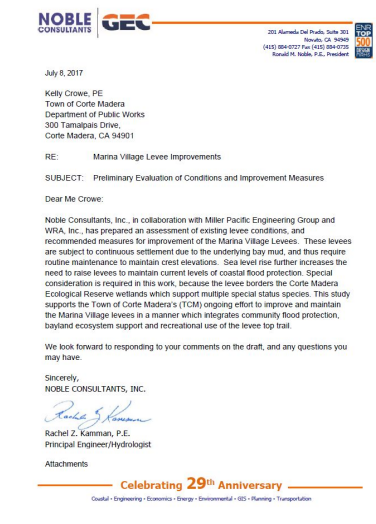 NOBLE
CONSULTANTS
GEC
201 Alameda Del Prado, Suite 301
Novato, CA 94949
(415) 884-0727 Fax (415) 884-0735
Ronald M. Noble, P.E., President
ENR
TOP
500
DESIGN
FIRMS
July 8, 2017
Kelly Crowe, PE
Town of Corte Madera
Department of Public Works
300 Tamalpais Drive,
Corte Madera, CA 94901
RE: Marina Village Levee Improvements
SUBJECT: Preliminary Evaluation of Conditions and Improvement Measures
Dear Me Crowe:
Noble Consultants, Inc., in collaboration with Miller Pacific Engineering Group and
WRA, Inc., has prepared an assessment of existing levee conditions, and
recommended measures for improvement of the Marina Village Levees. These levees
are subject to continuous settlement due to the underlying bay mud, and thus require
routine maintenance to maintain crest elevations. Sea level rise further increases the
need to raise levees to maintain current levels of coastal flood protection. Special
consideration is required in this work, because the levee borders the Corte Madera
Ecological Reserve wetlands which support multiple special status species. This study
supports the Town of Corte Madera's (TCM) ongoing effort to improve and maintain
the Marina Village levees in a manner which integrates community flood protection,
bayland ecosystem support and recreational use of the levee top trail.
We look forward to responding to your comments on the draft, and any questions you
may have.
Sincerely,
NOBLE CONSULTANTS, INC.
Rachel Z Kamman
Rachel Z. Kamman, P.E.
Principal Engineer/Hydrologist
Attachments
Celebrating 29th Anniversary
Coastal • Engineering • Economics • Energy • Environmental • GIS • Planning • Transportation